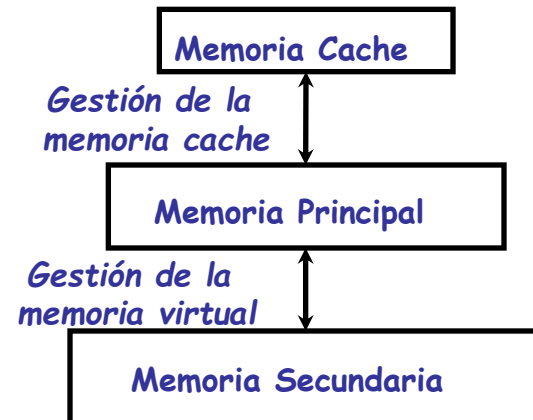 Memoria Cache
Gestión de la
memoria cache
Memoria Principal
Gestión de la
memoria virtual
Memoria Secundaria